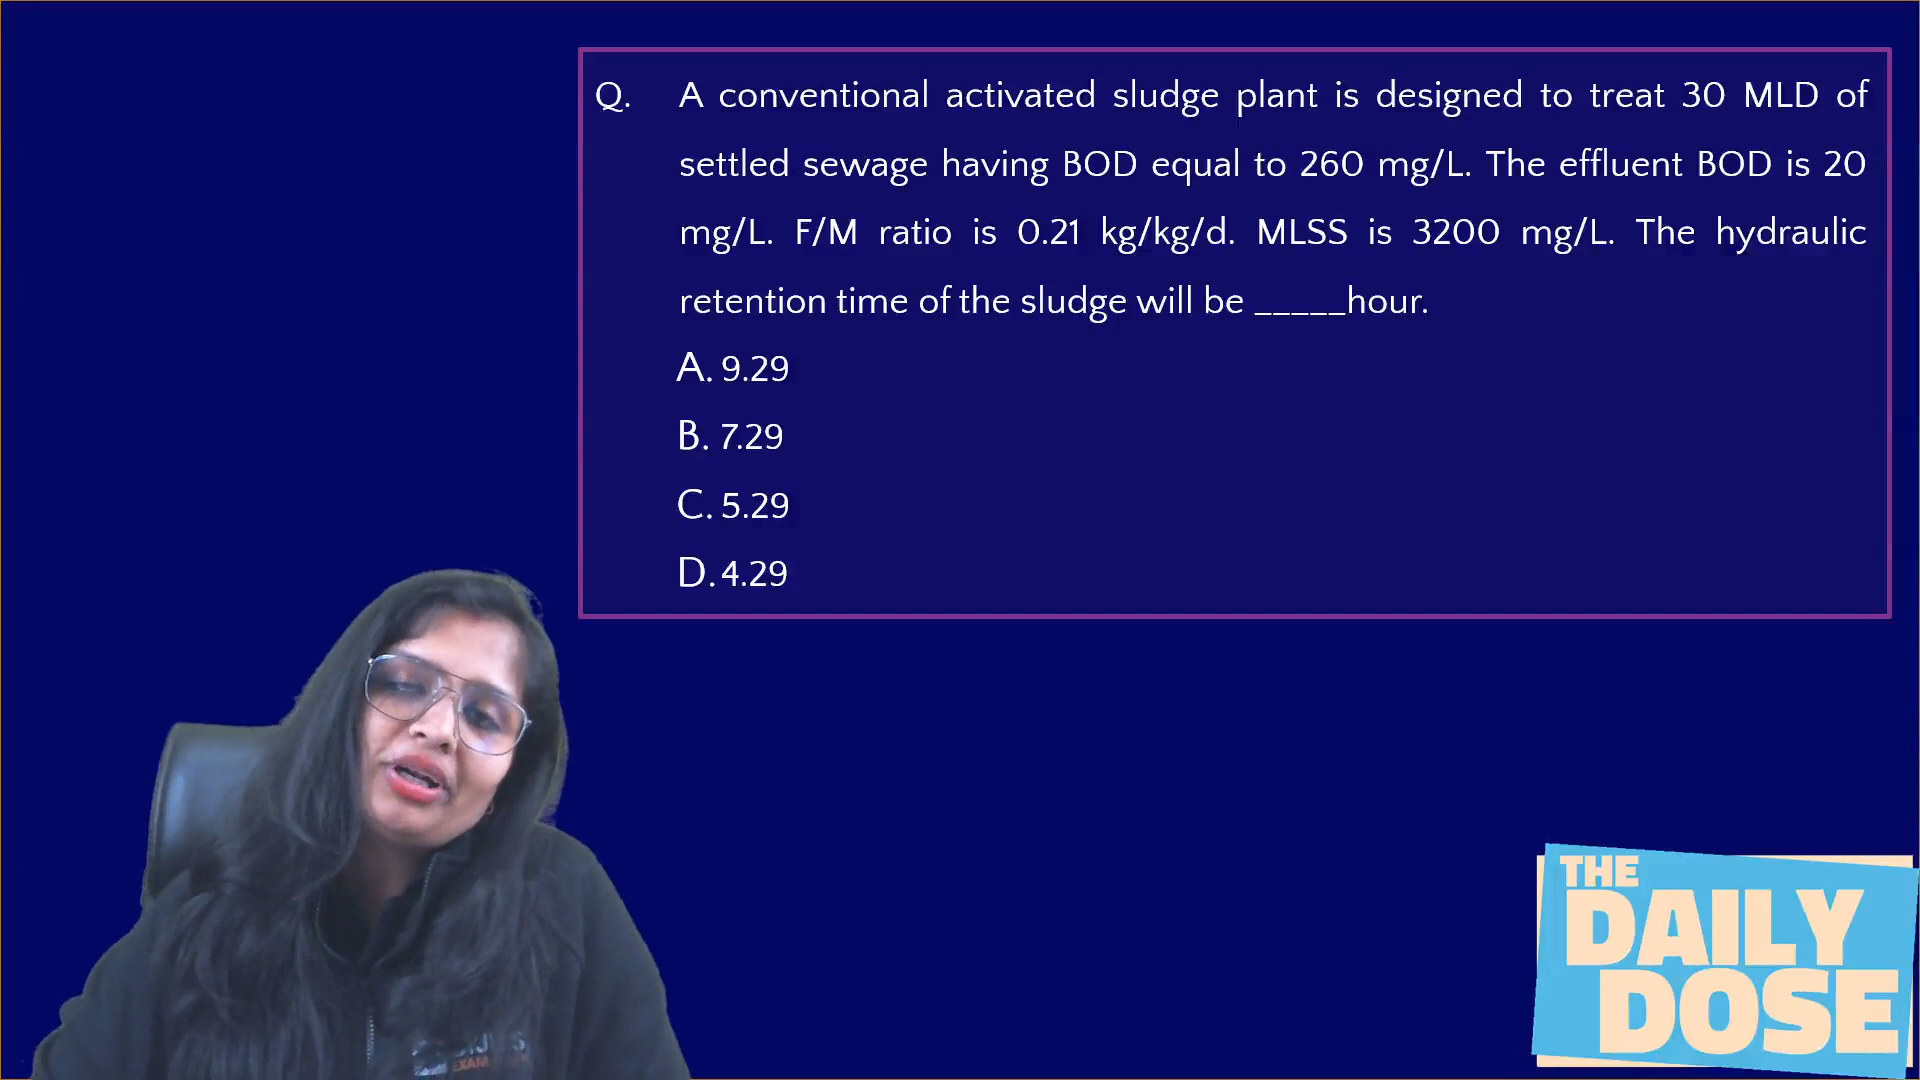 Q. A conventional activated sludge plant is designed to treat 30 MLD of
settled sewage having BOD equal to 260 mg/L. The effluent BOD is 20
mg/L. F/M ratio is 0.21 kg/kg/d. MLSS is 3200 mg/L. The hydraulic
retention time of the sludge will be _____hour.
A. 9.29
B. 7.29
C. 5.29
D. 4.29
THE
DAILY
DOSE